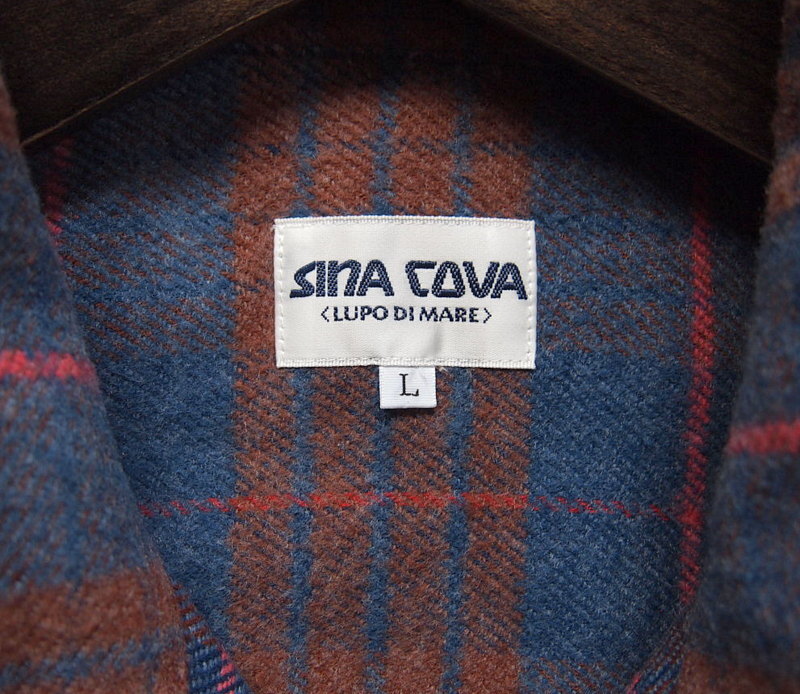 SINA COVA
<LUPO DI MARE>
L